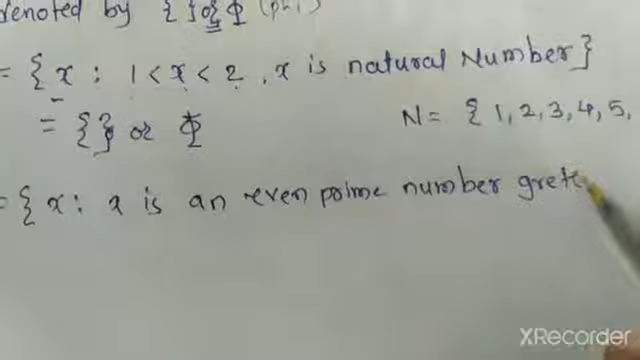 denoted by { } or Φ (phi)
= { x : 1 < x < 2 , x is natural Number }
= { } or Φ
N = { 1, 2, 3, 4, 5,
= { x : x is an even prime number grete
XRecorder